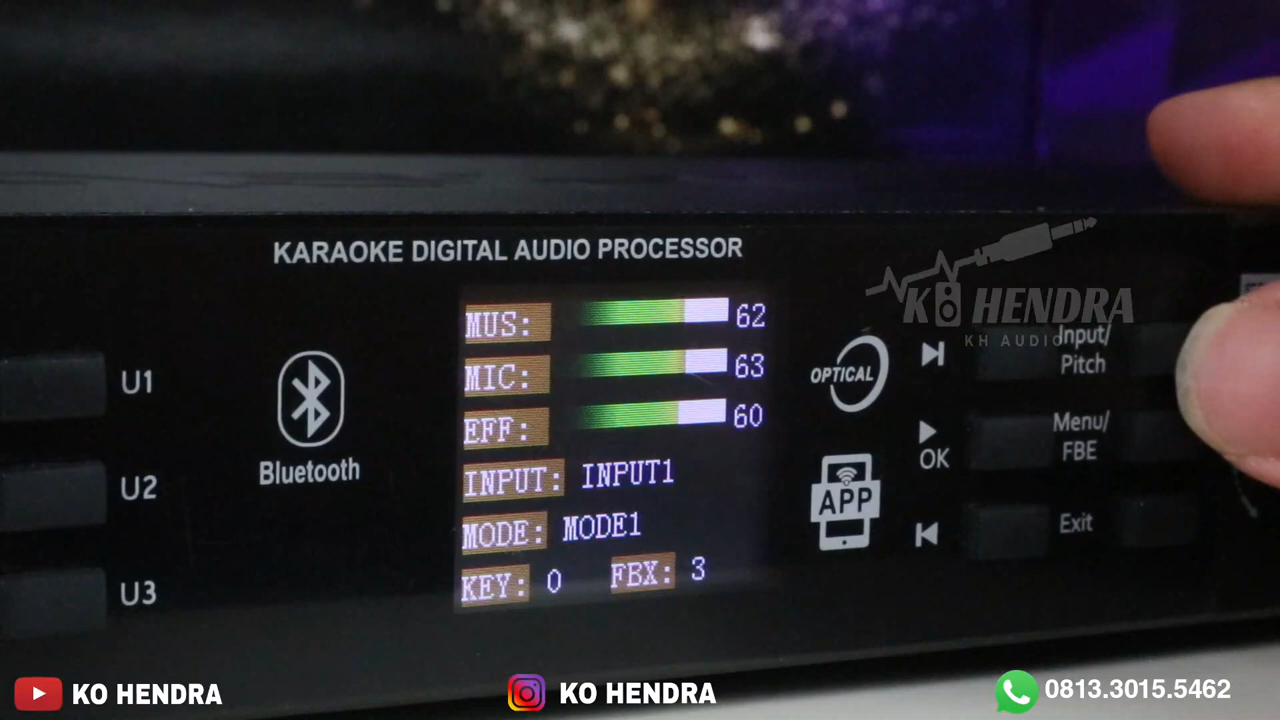 KARAOKE DIGITAL AUDIO PROCESSOR
KO HENDRA
KH AUDIO
U1
U2
U3
Bluetooth
MUS: 62
MIC: 63
EFF: 60
INPUT: INPUT1
MODE: MODE1
KEY: 0 FBX: 3
OPTICAL
APP
OK
Input/
Pitch
Menu/
FBE
Exit
KO HENDRA
KO HENDRA
0813.3015.5462